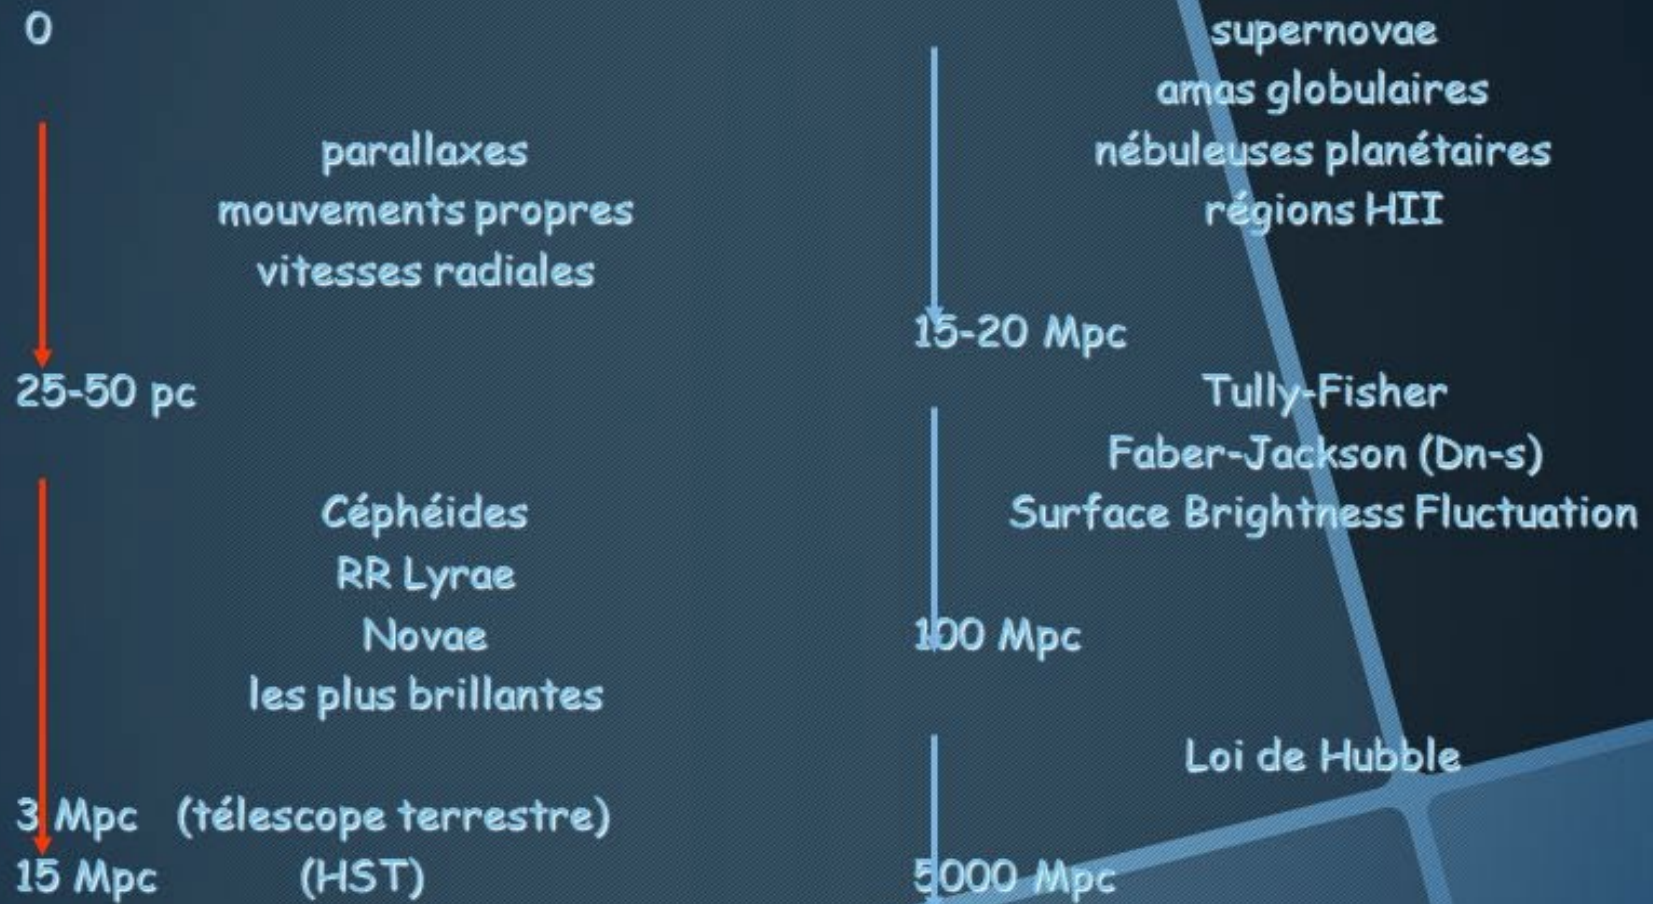 0
parallaxes
mouvements propres
vitesses radiales
25-50 pc
Céphéides
RR Lyrae
Novae
les plus brillantes
3 Mpc (télescope terrestre)
15 Mpc (HST)
supernovae
amas globulaires
nébuleuses planétaires
régions HII
15-20 Mpc
Tully-Fisher
Faber-Jackson (Dn-s)
Surface Brightness Fluctuation
100 Mpc
Loi de Hubble
5000 Mpc